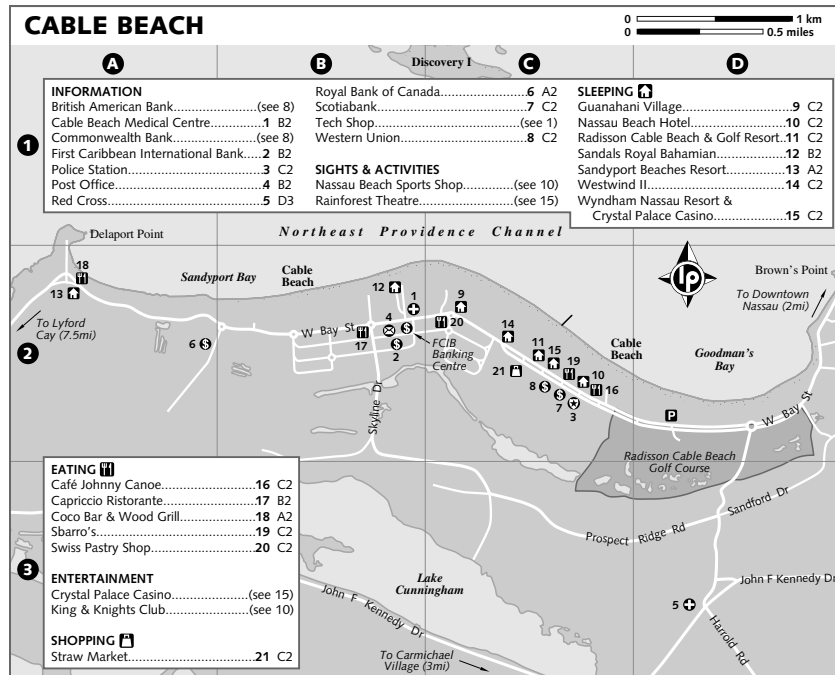 CABLE BEACH
0 1 km
0 0.5 miles
A
B
C
D
Discovery I
1
INFORMATION
British American Bank..........................(see 8)
Cable Beach Medical Centre..............1 B2
Commonwealth Bank..........................(see 8)
First Caribbean International Bank....2 B2
Police Station........................................3 C2
Post Office.............................................4 B2
Red Cross..............................................5 D3
Royal Bank of Canada.........................6 A2
Scotiabank............................................7 C2
Tech Shop............................................(see 1)
Western Union.....................................8 C2
SIGHTS & ACTIVITIES
Nassau Beach Sports Shop..............(see 10)
Rainforest Theatre...........................(see 15)
SLEEPING
Guanahani Village...............................9 C2
Nassau Beach Hotel...........................10 C2
Radisson Cable Beach & Golf Resort..11 C2
Sandals Royal Bahamian...................12 B2
Sandyport Beaches Resort................13 A2
Westwind II.......................................14 C2
Wyndham Nassau Resort &
Crystal Palace Casino.....................15 C2
Delaport Point
Northeast Providence Channel
18
13
Sandyport Bay
Cable
Beach
12
1
9
Brown's Point
To Downtown
Nassau (2mi)
To Lyford
Cay (7.5mi)
2
6
W Bay St
17
4
2
20
FCIB
Banking
Centre
14
11
15
21
19
10
8
16
7
3
Cable
Beach
Goodman's
Bay
P
W Bay St
Skyline Dr
Radisson Cable Beach
Golf Course
Prospect Ridge Rd
Sandford Dr
3
EATING
Café Johnny Canoe...........................16 C2
Capriccio Ristorante..........................17 B2
Coco Bar & Wood Grill.....................18 A2
Sbarro's..............................................19 C2
Swiss Pastry Shop..............................20 C2
ENTERTAINMENT
Crystal Palace Casino.......................(see 15)
King & Knights Club.........................(see 10)
SHOPPING
Straw Market.....................................21 C2
Lake
Cunningham
John F Kennedy Dr
John F Kennedy Dr
5
Harrold Rd
To Carmichael
Village (3mi)
lp